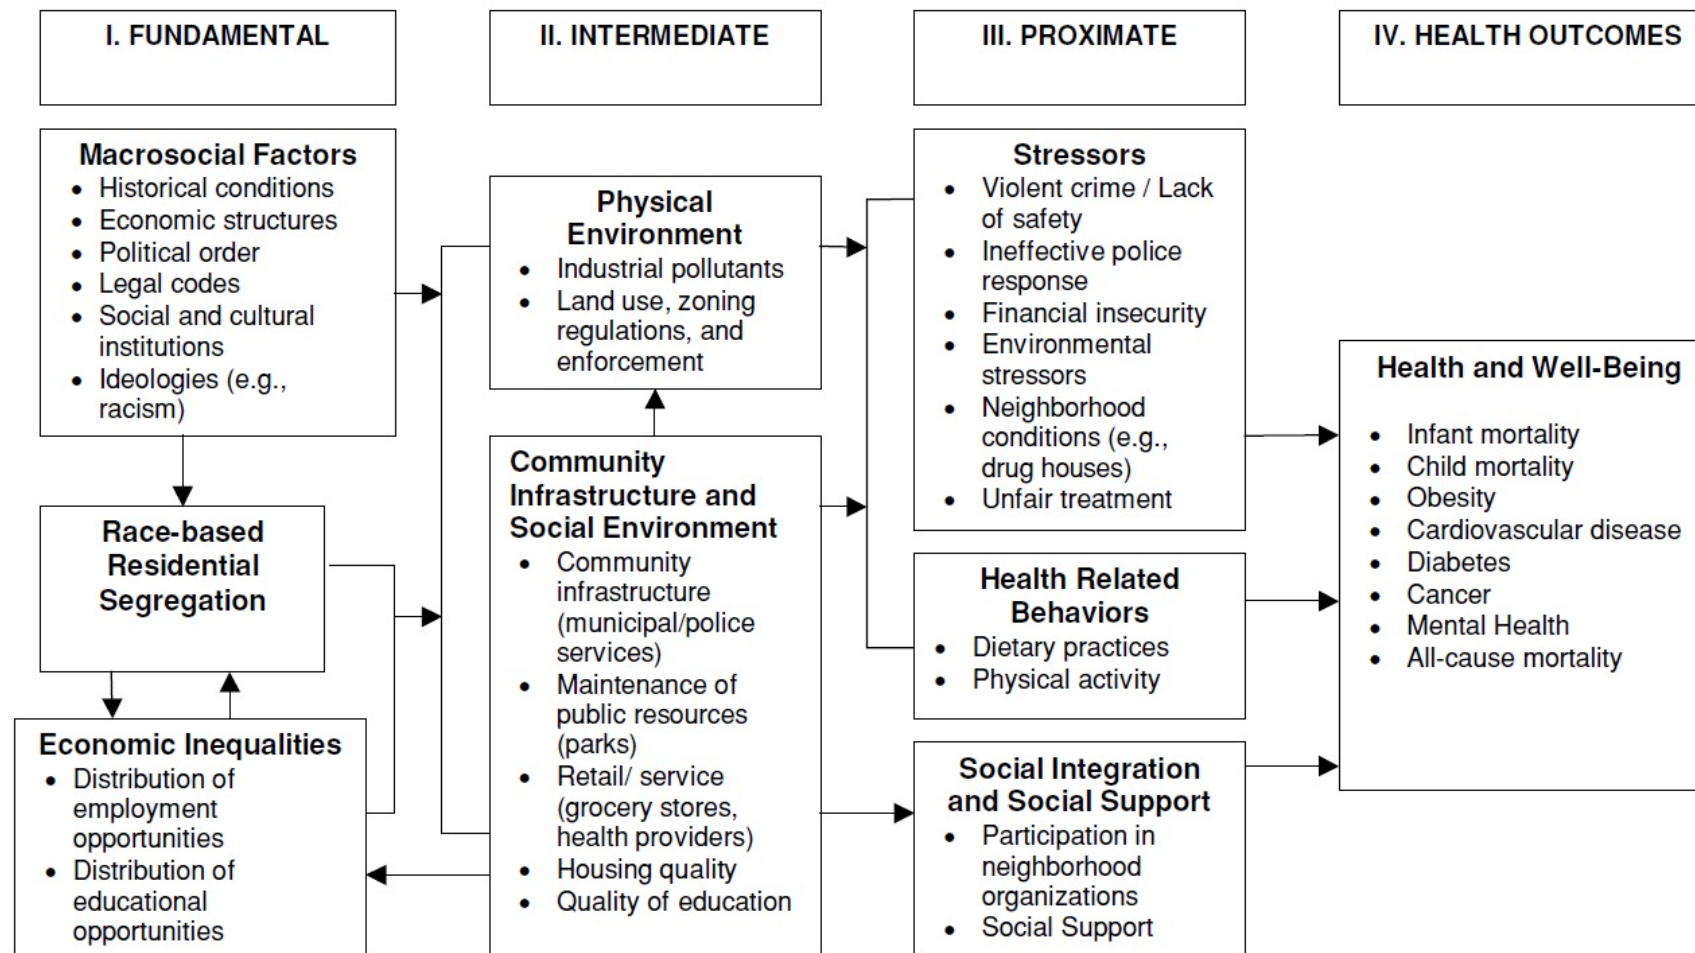 I. FUNDAMENTAL
II. INTERMEDIATE
III. PROXIMATE
IV. HEALTH OUTCOMES
Macrosocial Factors
• Historical conditions
• Economic structures
• Political order
• Legal codes
• Social and cultural
institutions
• Ideologies (e.g.,
racism)
Race-based
Residential
Segregation
Economic Inequalities
• Distribution of
employment
opportunities
• Distribution of
educational
opportunities
Physical
Environment
• Industrial pollutants
• Land use, zoning
regulations, and
enforcement
Community
Infrastructure and
Social Environment
• Community
infrastructure
(municipal/police
services)
• Maintenance of
public resources
(parks)
• Retail/ service
(grocery stores,
health providers)
• Housing quality
• Quality of education
Stressors
• Violent crime / Lack
of safety
• Ineffective police
response
• Financial insecurity
• Environmental
stressors
• Neighborhood
conditions (e.g.,
drug houses)
• Unfair treatment
Health Related
Behaviors
• Dietary practices
• Physical activity
Social Integration
and Social Support
• Participation in
neighborhood
organizations
• Social Support
Health and Well-Being
• Infant mortality
• Child mortality
• Obesity
• Cardiovascular disease
• Diabetes
• Cancer
• Mental Health
• All-cause mortality